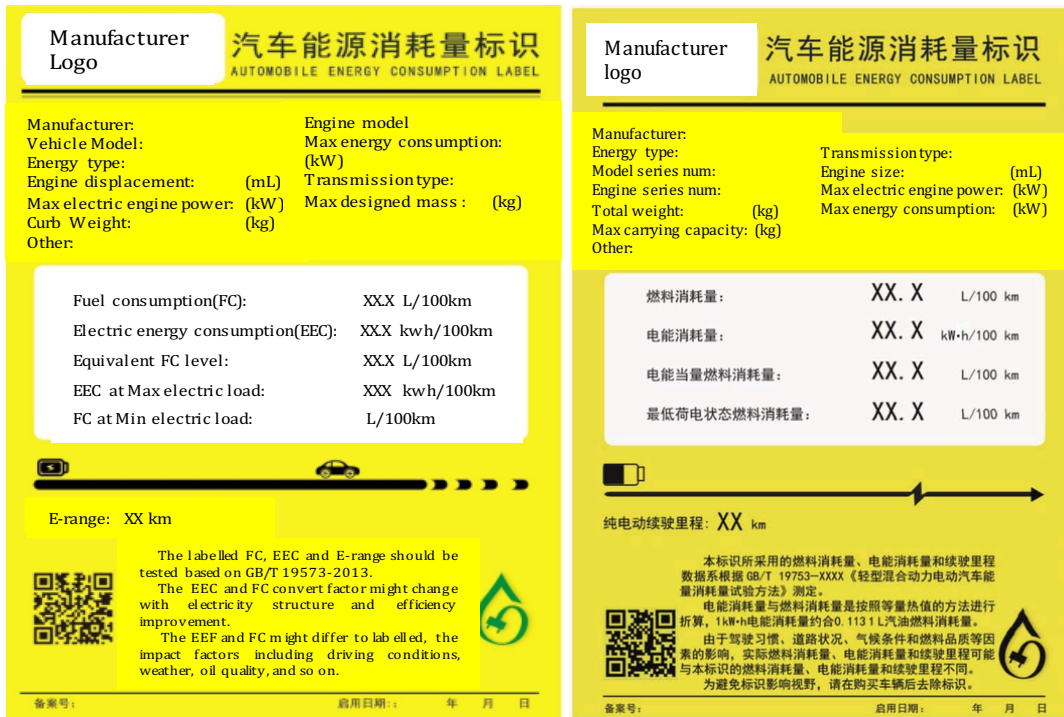 Manufacturer
Logo
汽车能源消耗量标识
AUTOMOBILE ENERGY CONSUMPTION LABEL
Manufacturer:
Vehicle Model:
Energy type:
Engine displacement: (mL)
Max electric engine power: (kW)
Curb Weight: (kg)
Other:
Engine model
Max energy consumption:
(kW)
Transmission type:
Max designed mass : (kg)
Fuel consumption(FC): XX.X L/100km
Electric energy consumption(EEC): XX.X kwh/100km
Equivalent FC level: XX.X L/100km
EEC at Max electric load: XXX kwh/100km
FC at Min electric load: L/100km
E-range: XX km
The labelled FC, EEC and E-range should be
tested based on GB/T 19573-2013.
The EEC and FC convert factor might change
with electricity structure and efficiency
improvement.
The EEF and FC might differ to labelled, the
impact factors including driving conditions,
weather, oil quality, and so on.
备案号: 启用日期:: 年 月 日
Manufacturer
logo
汽车能源消耗量标识
AUTOMOBILE ENERGY CONSUMPTION LABEL
Manufacturer:
Energy type:
Model series num:
Engine series num:
Total weight: (kg)
Max carrying capacity: (kg)
Other:
Transmission type:
Engine size: (mL)
Max electric engine power: (kW)
Max energy consumption: (kW)
燃料消耗量: XX. X L/100 km
电能消耗量: XX. X kW·h/100 km
电能当量燃料消耗量: XX. X L/100 km
最低荷电状态燃料消耗量: XX. X L/100 km
纯电动续驶里程: XX km
本标识所采用的燃料消耗量、电能消耗量和续驶里程
数据系根据 GB/T 19753-XXXX《轻型混合动力电动汽车能
量消耗量试验方法》测定。
电能消耗量与燃料消耗量是按照等量热值的方法进行
折算，1kW·h电能消耗量约合0.1131L汽油燃料消耗量。
由于驾驶习惯、道路状况、气候条件和燃料品质等因
素的影响，实际燃料消耗量、电能消耗量和续驶里程可能
与本标识的燃料消耗量、电能消耗量和续驶里程不同。
为避免标识影响视野，请在购买车辆后去除标识。
备案号: 启用日期: 年 月 日